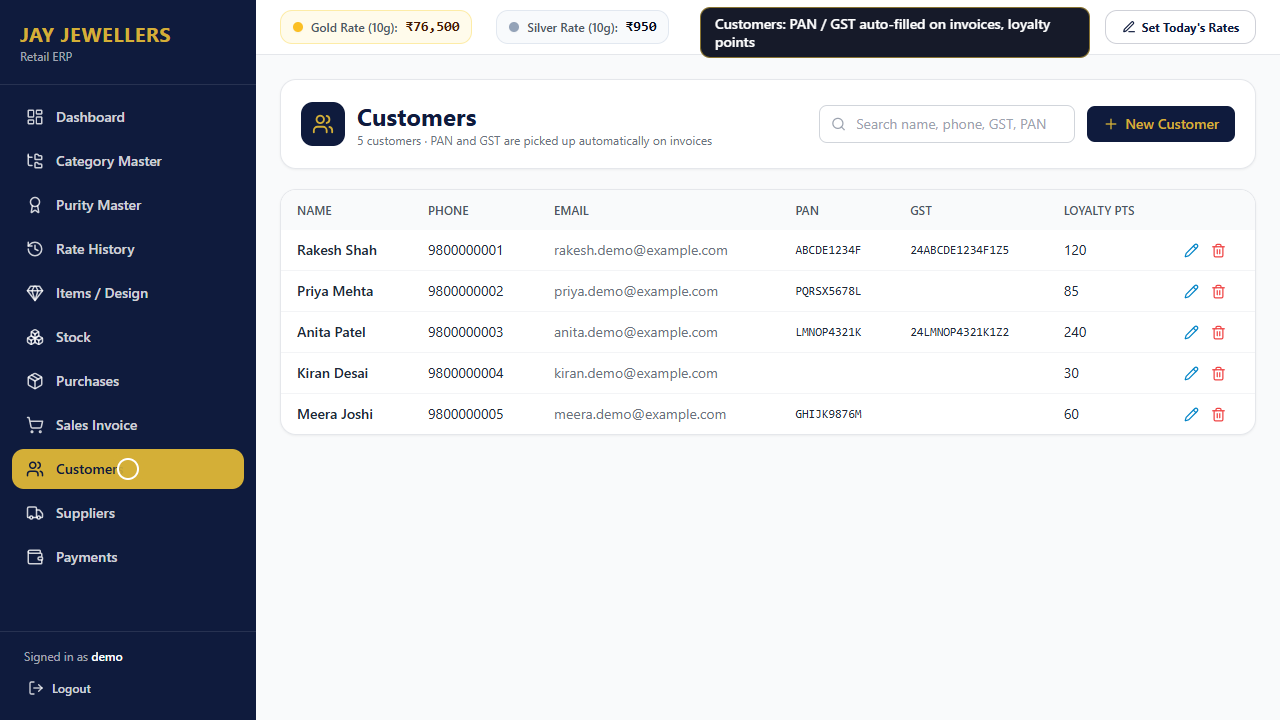 JAY JEWELLERS
Retail ERP
Dashboard
Category Master
Purity Master
Rate History
Items / Design
Stock
Purchases
Sales Invoice
Customer
Suppliers
Payments
Signed in as demo
Logout
Gold Rate (10g): ₹76,500
Silver Rate (10g): ₹950
Customers: PAN / GST auto-filled on invoices, loyalty
points
Set Today's Rates
Customers
5 customers · PAN and GST are picked up automatically on invoices
Search name, phone, GST, PAN
New Customer
NAME PHONE EMAIL PAN GST LOYALTY PTS
Rakesh Shah 9800000001 rakesh.demo@example.com ABCDE1234F 24ABCDE1234F1Z5 120
Priya Mehta 9800000002 priya.demo@example.com PQRSX5678L 85
Anita Patel 9800000003 anita.demo@example.com LMNOP4321K 24LMNOP4321K1Z2 240
Kiran Desai 9800000004 kiran.demo@example.com 30
Meera Joshi 9800000005 meera.demo@example.com GHIJK9876M 60